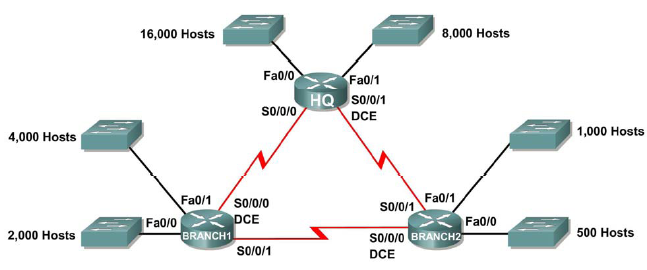 16,000 Hosts
8,000 Hosts
Fa0/0
Fa0/1
HQ
S0/0/0
S0/0/1
DCE
4,000 Hosts
1,000 Hosts
Fa0/1
S0/0/0
DCE
Fa0/0
BRANCH1
2,000 Hosts
S0/0/1
S0/0/1
Fa0/1
Fa0/0
BRANCH2
S0/0/0
DCE
500 Hosts